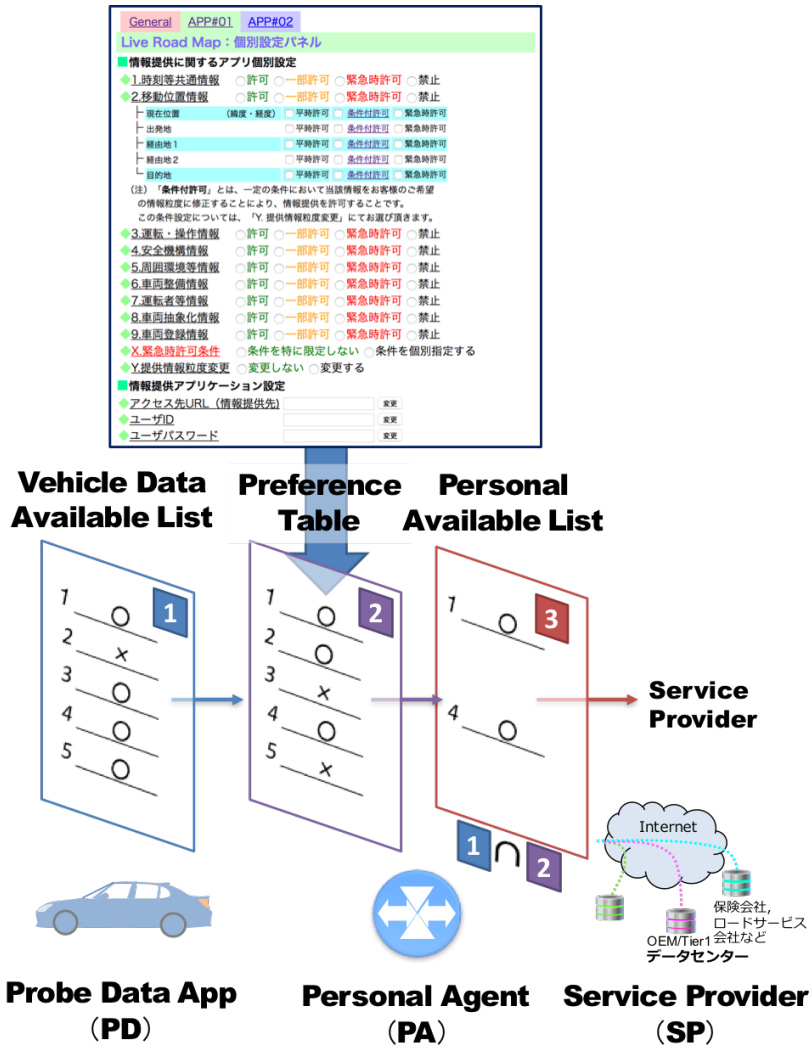 General APP#01 APP#02
Live Road Map：個別設定パネル
■情報提供に関するアプリ個別設定
◆1.時刻等共通情報 ○許可 ○一部許可 ○緊急時許可 ○禁止
◆2.移動位置情報 ○許可 ○一部許可 ○緊急時許可 ○禁止
├ 現在位置 （緯度・経度） □平時許可 □条件付許可 □緊急時許可
├ 出発地 □平時許可 □条件付許可 □緊急時許可
├ 経由地１ □平時許可 □条件付許可 □緊急時許可
├ 経由地２ □平時許可 □条件付許可 □緊急時許可
└ 目的地 □平時許可 □条件付許可 □緊急時許可
（注）「条件付許可」とは、一定の条件において当該情報をお客様のご希望
の情報粒度に修正することにより、情報提供を許可することです。
この条件設定については、「Y. 提供情報粒度変更」にてお選び頂きます。
◆3.運転・操作情報 ○許可 ○一部許可 ○緊急時許可 ○禁止
◆4.安全機構情報 ○許可 ○一部許可 ○緊急時許可 ○禁止
◆5.周囲環境等情報 ○許可 ○一部許可 ○緊急時許可 ○禁止
◆6.車両整備情報 ○許可 ○一部許可 ○緊急時許可 ○禁止
◆7.運転者等情報 ○許可 ○一部許可 ○緊急時許可 ○禁止
◆8.車両抽象化情報 ○許可 ○一部許可 ○緊急時許可 ○禁止
◆9.車両登録情報 ○許可 ○一部許可 ○緊急時許可 ○禁止
◆X.緊急時許可条件 ○条件を特に限定しない ○条件を個別指定する
◆Y.提供情報粒度変更 ○変更しない ○変更する
■情報提供アプリケーション設定
◆アクセス先URL（情報提供先) 変更
◆ユーザID 変更
◆ユーザパスワード 変更
Vehicle Data
Available List
Preference
Table
Personal
Available List
1
1 ○
2 ×
3 ○
4 ○
5 ○
2
1 ○
2 ○
3 ×
4 ○
5 ×
3
1 ○
4 ○
Service
Provider
1 ∩ 2
Internet
保険会社,
ロードサービス
会社など
OEM/Tier1
データセンター
Probe Data App
（PD）
Personal Agent
（PA）
Service Provider
（SP）